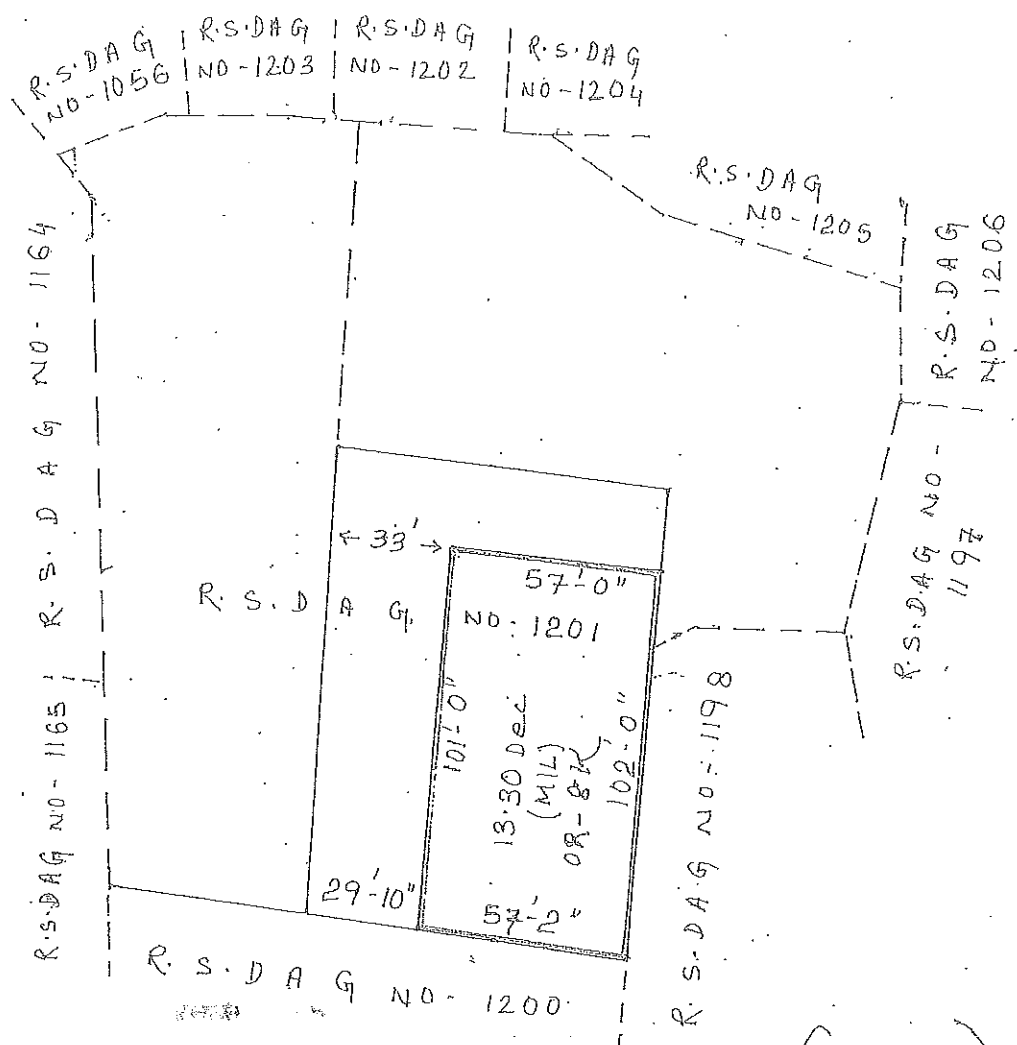 R.S.DAG
NO-1056
R.S.DAG
NO-1203
R.S.DAG
NO-1202
R.S.DAG
NO-1204
R.S.DAG
NO-1205
R.S.DAG
NO-1206
R.S.DAG NO-1164
R.S.DAG NO-
1197
33'
57'-0"
R.S.DAG NO: 1201
101'-0"
13.30 Dec
(MIL)
OR-8K
102'-0"
R.S.DAG NO-1165
R.S.DAG NO-1198
29'-10"
57'-2"
R.S.DAG NO-1200